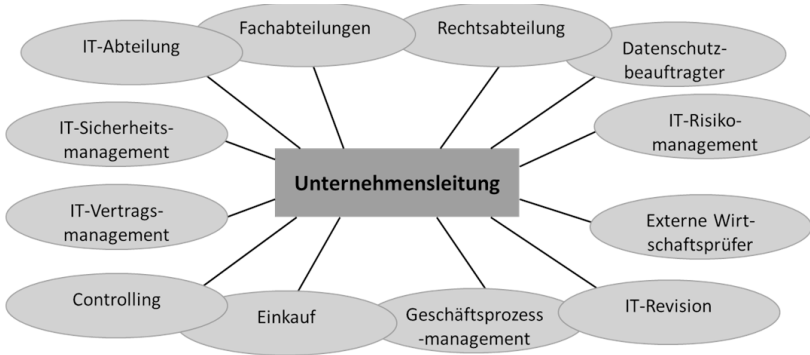 IT-Abteilung
Fachabteilungen
Rechtsabteilung
Datenschutz-
beauftragter
IT-Sicherheits-
management
IT-Risiko-
management
Unternehmensleitung
IT-Vertrags-
management
Externe Wirt-
schaftsprüfer
Controlling
Einkauf
Geschäftsprozess
-management
IT-Revision